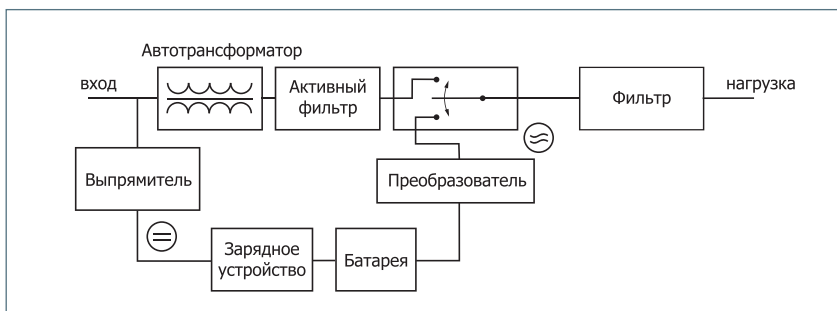 Автотрансформатор
вход
Активный
фильтр
Фильтр
нагрузка
Выпрямитель
Преобразователь
Зарядное
устройство
Батарея